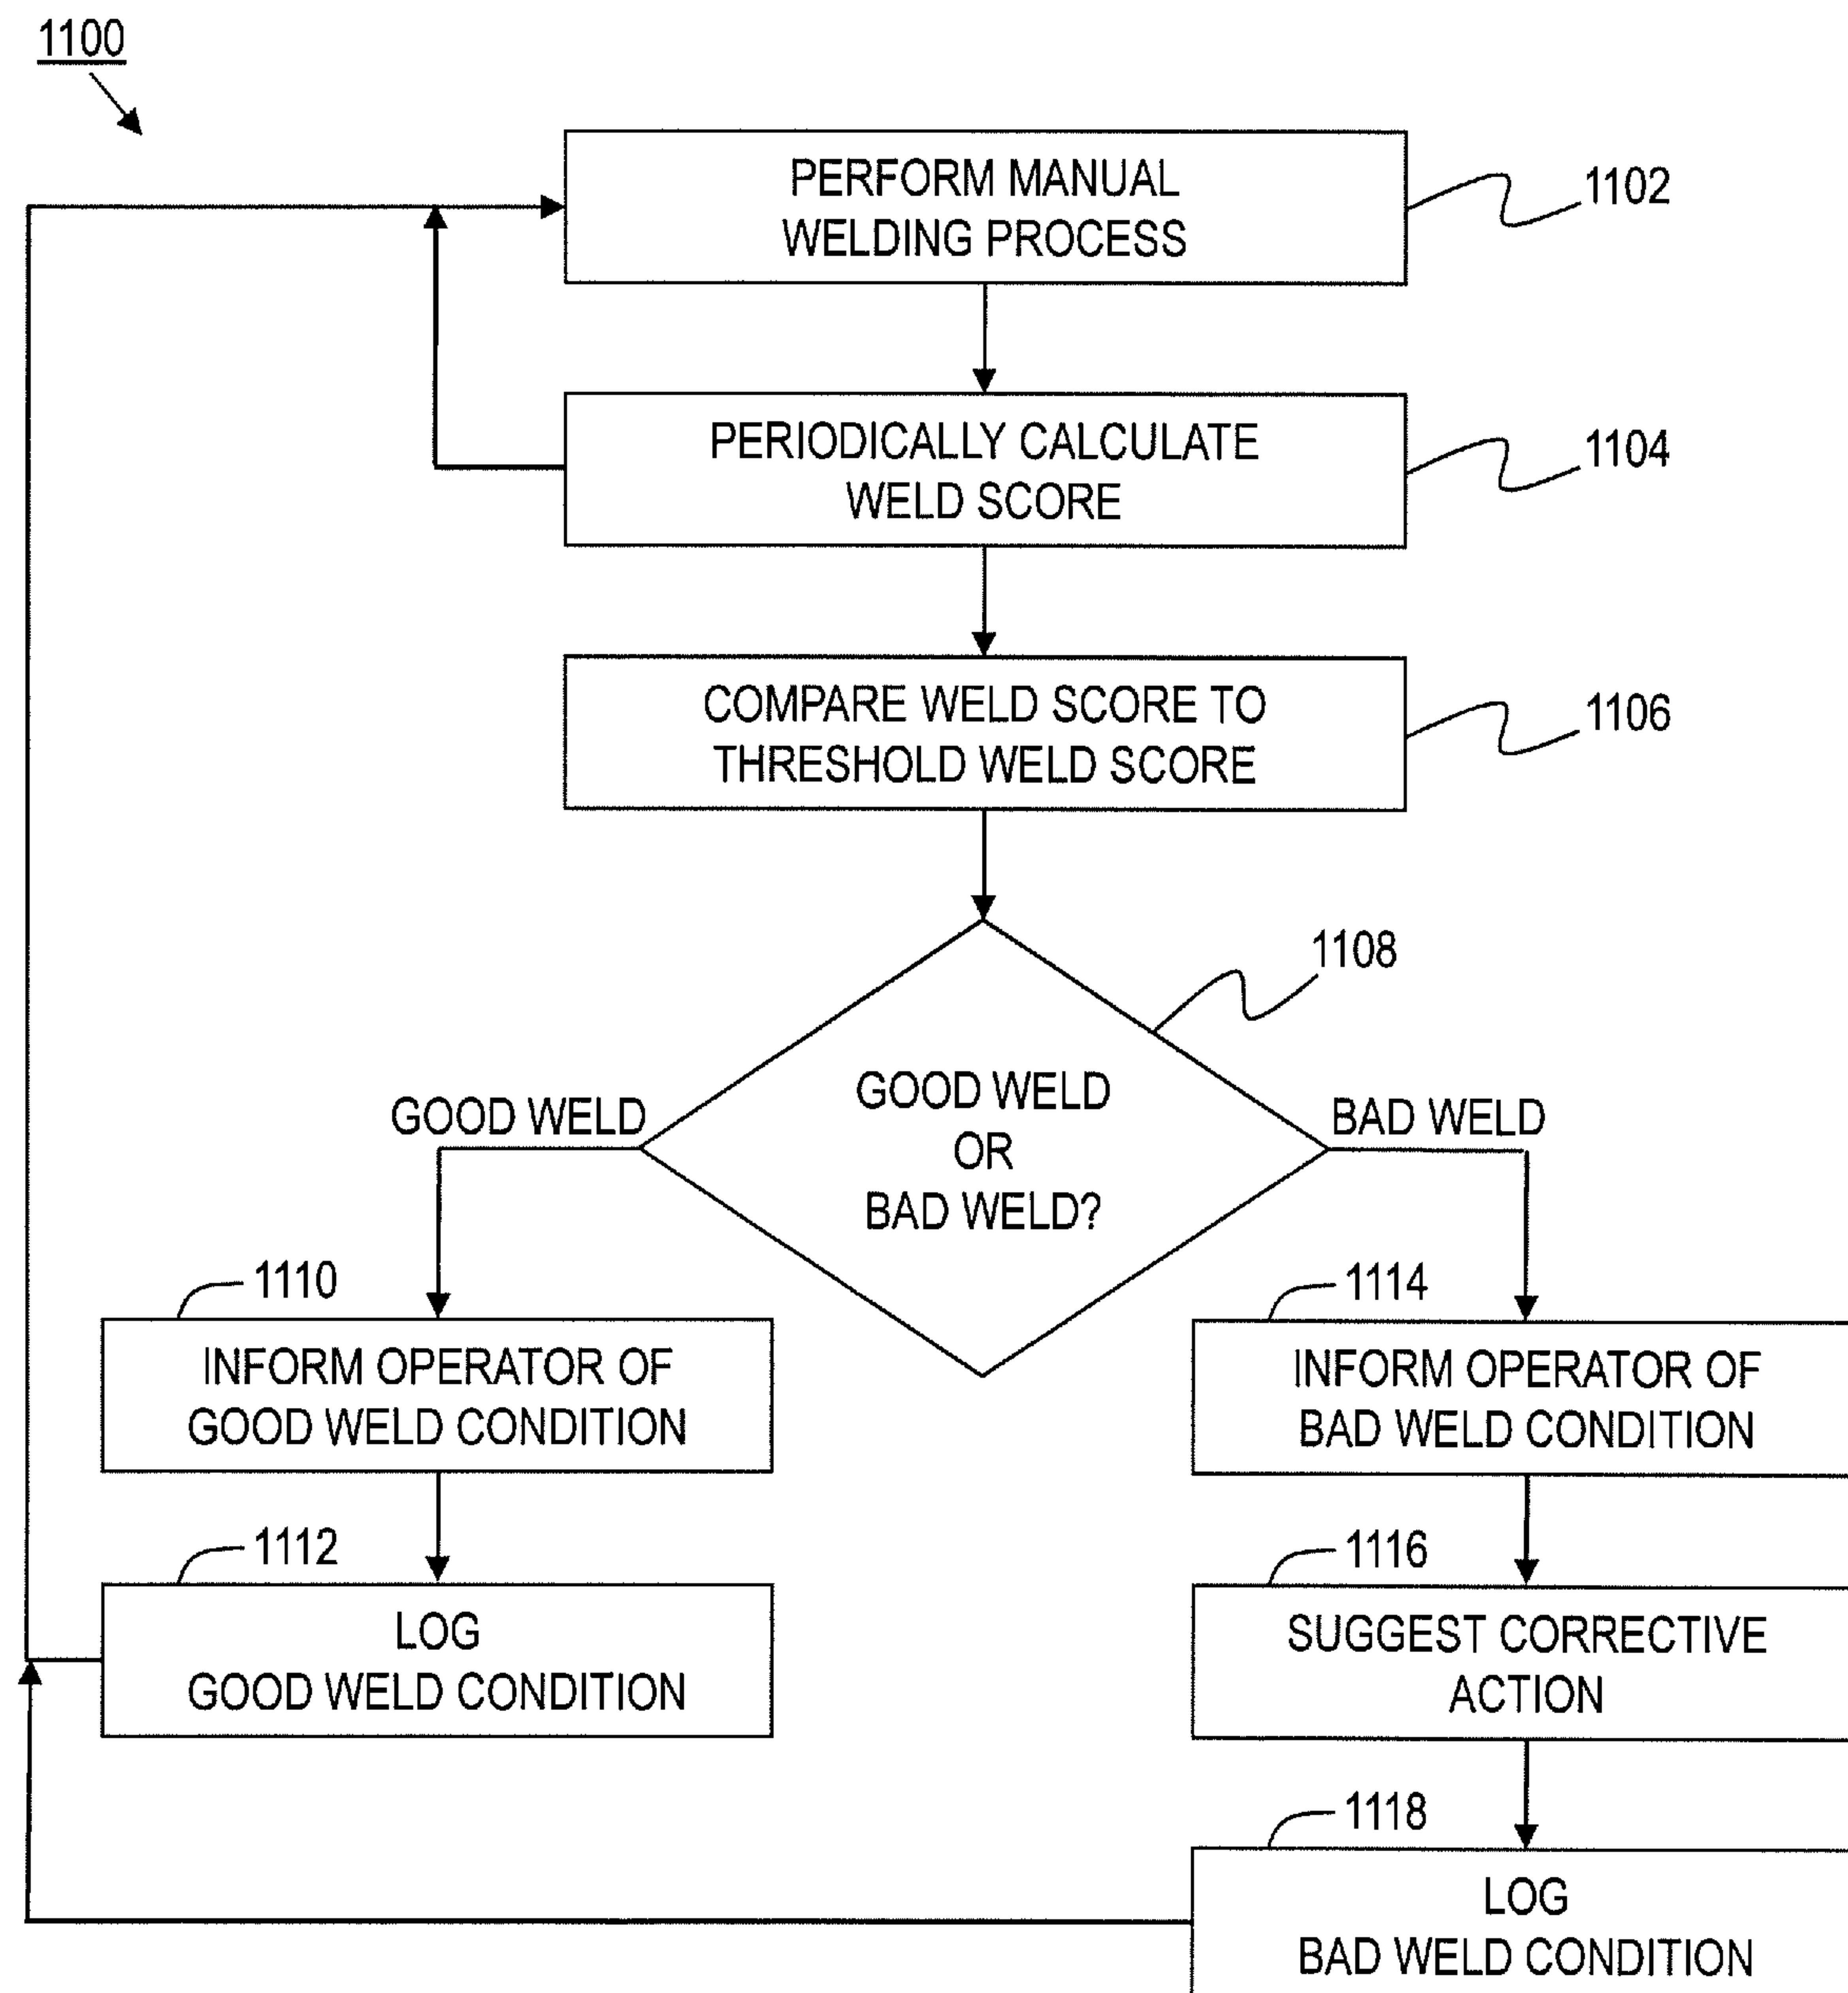 1100
PERFORM MANUAL
WELDING PROCESS
1102
PERIODICALLY CALCULATE
WELD SCORE
1104
COMPARE WELD SCORE TO
THRESHOLD WELD SCORE
1106
1108
GOOD WELD
OR
BAD WELD?
GOOD WELD
BAD WELD
1110
INFORM OPERATOR OF
GOOD WELD CONDITION
1112
LOG
GOOD WELD CONDITION
1114
INFORM OPERATOR OF
BAD WELD CONDITION
1116
SUGGEST CORRECTIVE
ACTION
1118
LOG
BAD WELD CONDITION